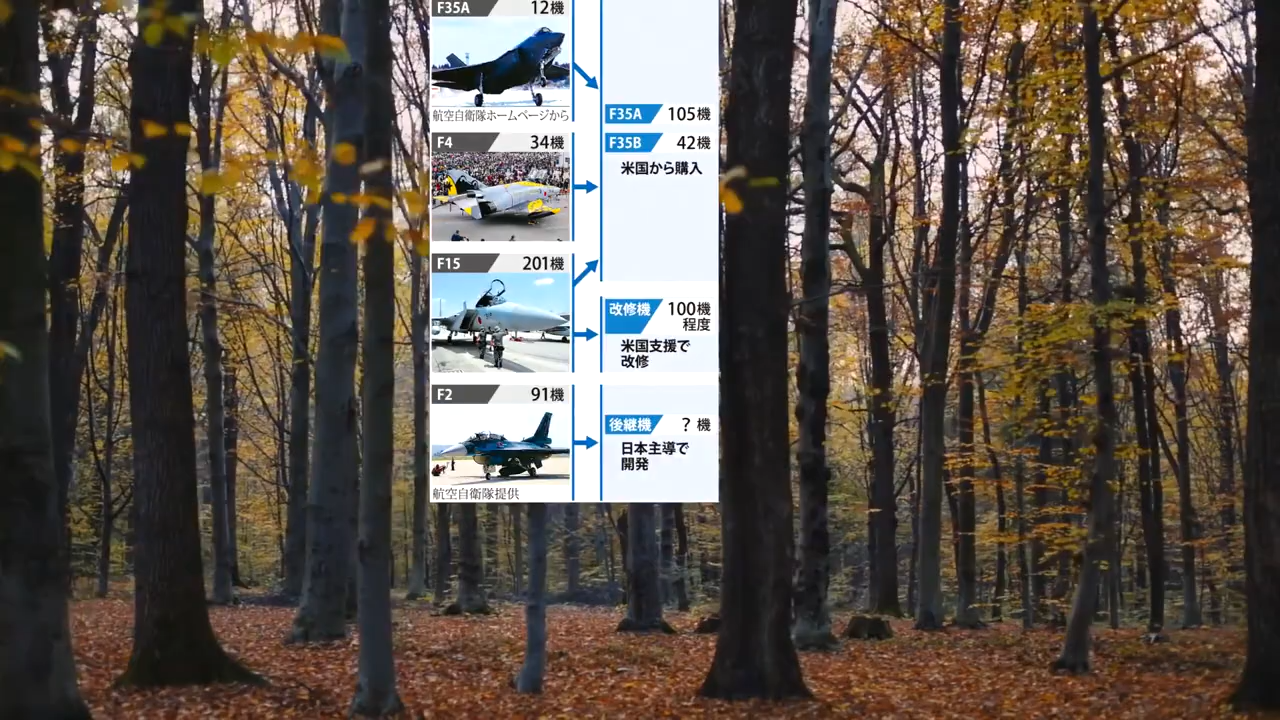 F35A 12機
航空自衛隊ホームページから
F35A 105機
F4 34機
F35B 42機
米国から購入
F15 201機
改修機 100機
程度
米国支援で
改修
F2 91機
後継機 ? 機
日本主導で
開発
航空自衛隊提供